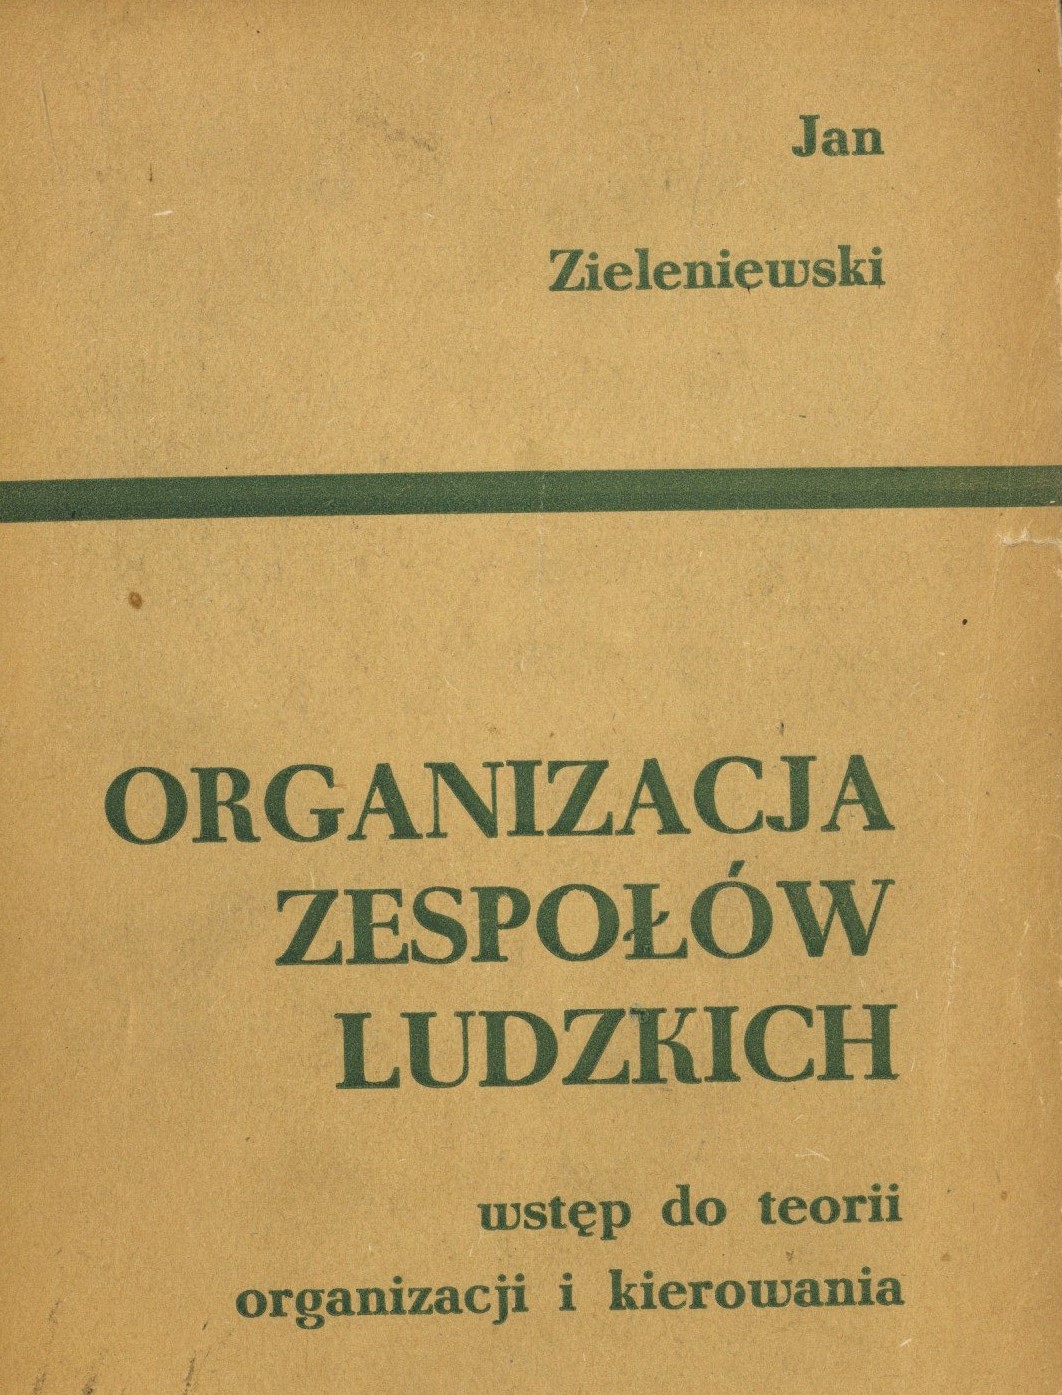 Jan
Zieleniewski
ORGANIZACJA
ZESPOŁÓW
LUDZKICH
wstęp do teorii
organizacji i kierowania